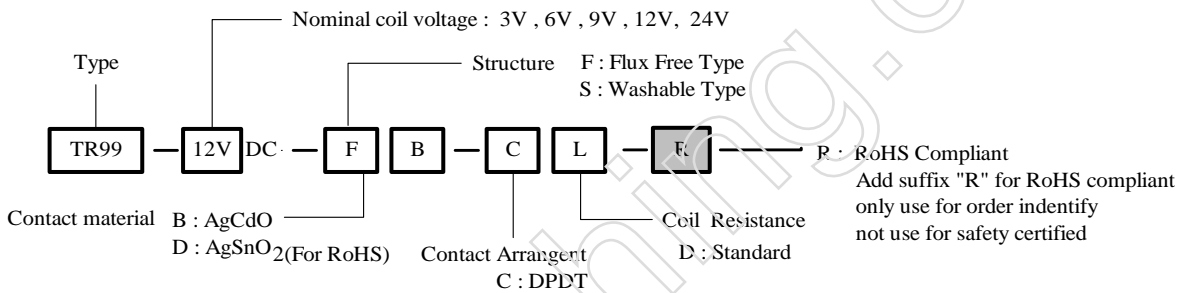 Nominal coil voltage : 3V , 6V , 9V , 12V, 24V
Type
Structure F : Flux Free Type
S : Washable Type
TR99 12V DC F B C L R
R : RoHS Compliant
Add suffix "R" for RoHS compliant
only use for order indentify
not use for safety certified
Contact material B : AgCdO
D : AgSnO2(For RoHS)
Contact Arrangent
C : DPDT
Coil Resistance
D : Standard
hing.c